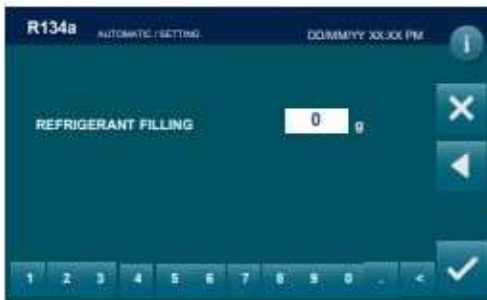 R134a AUTOMATIC / SETTING DD/MM/YY XX.XX PM
i
REFRIGERANT FILLING 0 g
1 2 3 4 5 6 7 8 9 0 . <